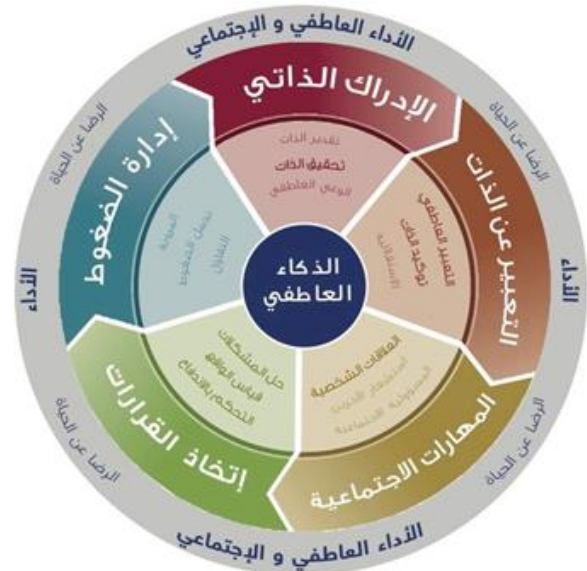 الأداء العاطفي و الإجتماعي
الرضا عن الحياة
الرضا عن الحياة
الإدراك الذاتي
تقدير الذات
تحقيق الذات
الوعي العاطفي
التعبير عن الذات
التعبير العاطفي
توكيد الذات
الاستقلالية
الأداء
المهارات الاجتماعية
العلاقات الشخصية
استشعار الآخرين
المسؤولية الاجتماعية
إتخاذ القرارات
حل المشكلات
قياس الواقع
التحكم بالاندفاع
إدارة الضغوط
المرونة
تحمل الضغوط
التفاؤل
الأداء
الذكاء
العاطفي
الرضا عن الحياة
الرضا عن الحياة
الأداء العاطفي و الإجتماعي